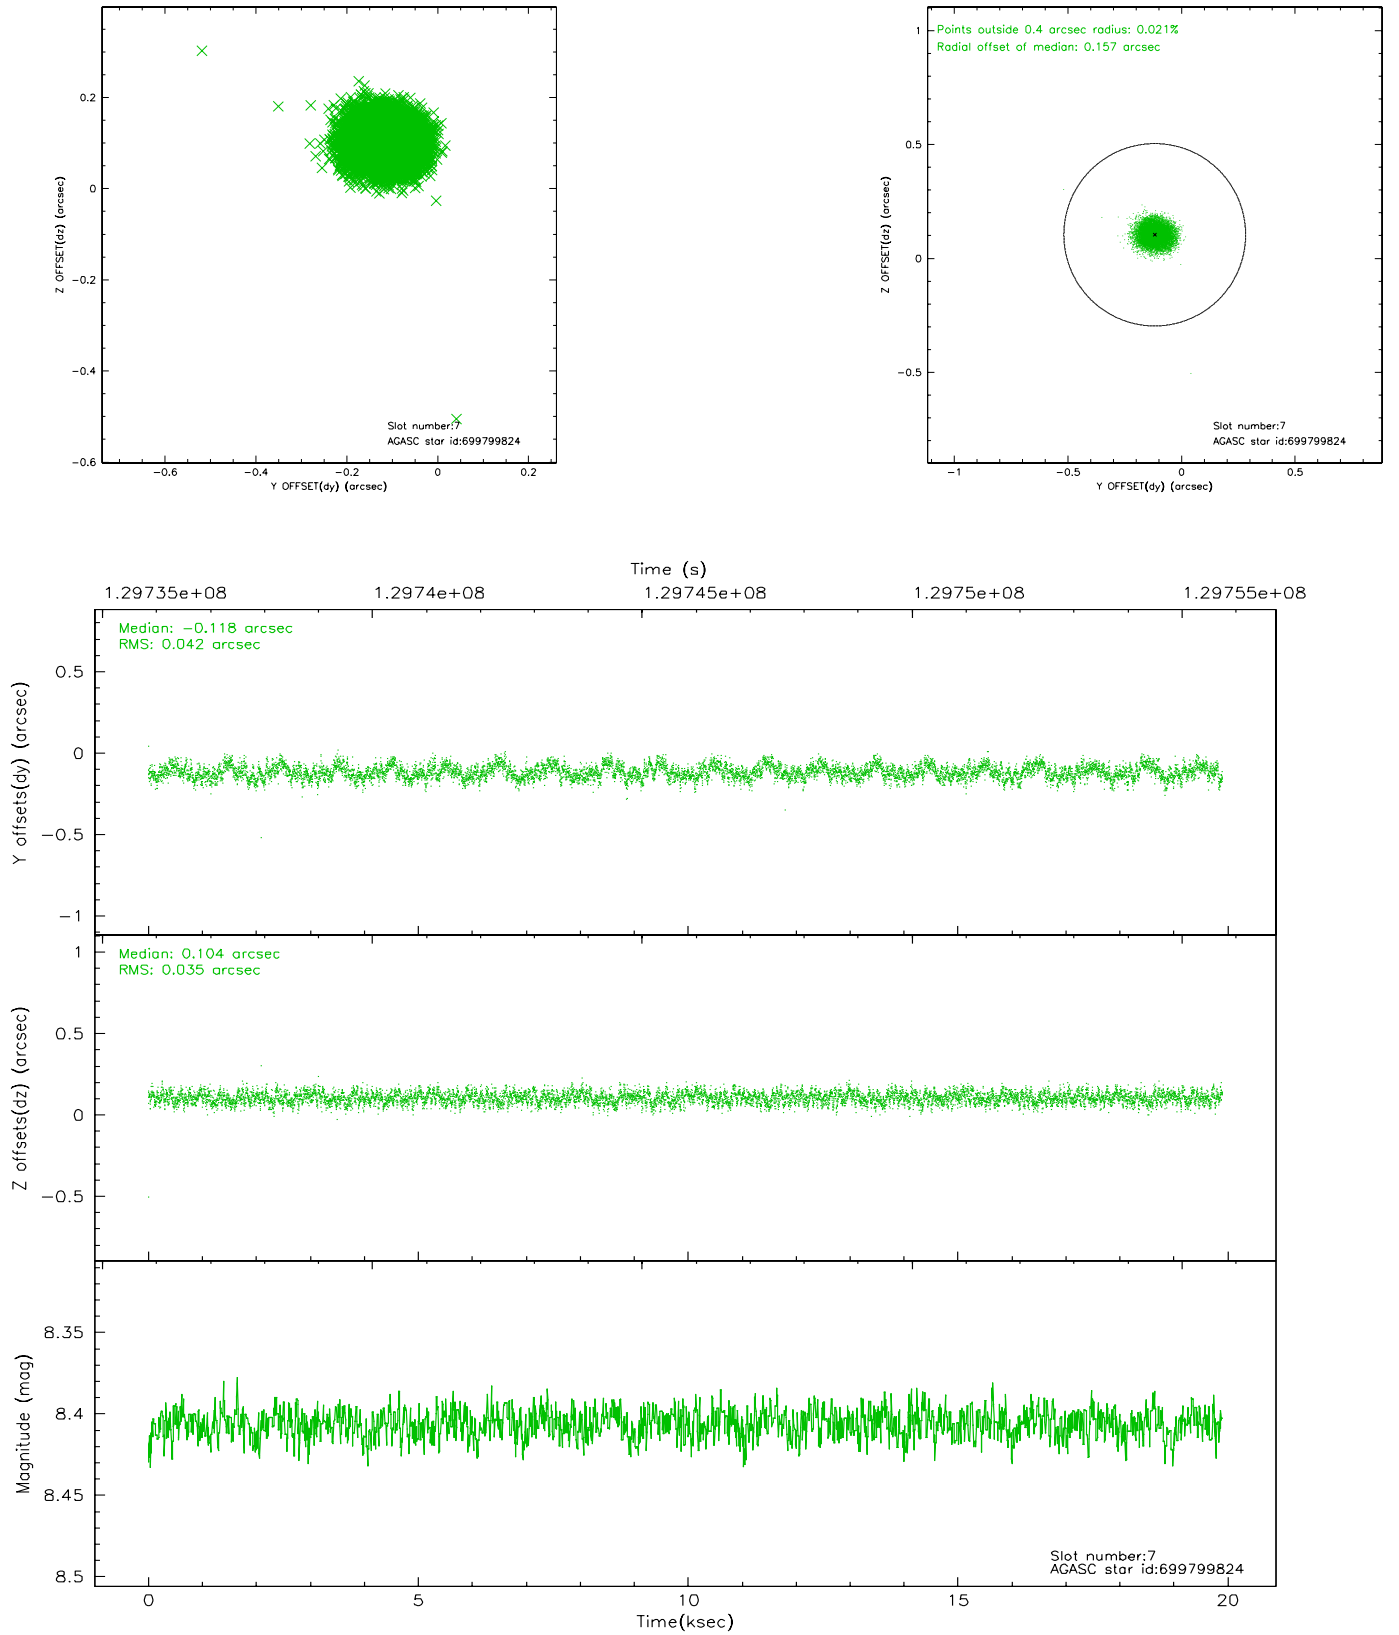 0.2
0
−0.2
−0.4
−0.6
Z OFFSET(dz) (arcsec)
Slot number:7
AGASC star id:699799824
−0.6
−0.4
−0.2
0
0.2
Y OFFSET(dy) (arcsec)
Points outside 0.4 arcsec radius: 0.021%
Radial offset of median: 0.157 arcsec
1
0.5
0
−0.5
Z OFFSET(dz) (arcsec)
Slot number:7
AGASC star id:699799824
−1
−0.5
0
0.5
Y OFFSET(dy) (arcsec)
Time (s)
1.29735e+08
1.2974e+08
1.29745e+08
1.2975e+08
1.29755e+08
Median: −0.118 arcsec
RMS: 0.042 arcsec
0.5
0
−0.5
−1
Y offsets(dy) (arcsec)
Median: 0.104 arcsec
RMS: 0.035 arcsec
1
0.5
0
−0.5
Z offsets(dz) (arcsec)
8.35
8.4
8.45
8.5
Magnitude (mag)
Slot number:7
AGASC star id:699799824
0
5
10
15
20
Time(ksec)